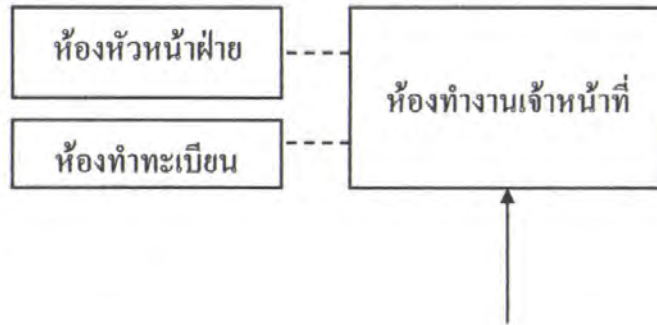 ห้องหัวหน้าฝ่าย
ห้องทำงานเจ้าหน้าที่
ห้องทำทะเบียน